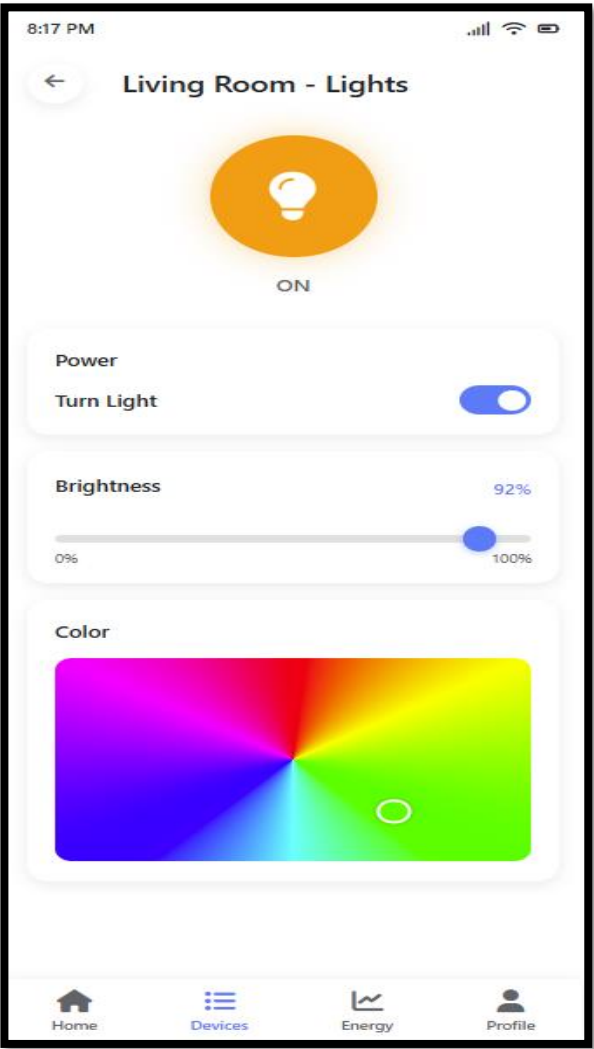 8:17 PM
Living Room - Lights
ON
Power
Turn Light
Brightness 92%
0% 100%
Color
Home Devices Energy Profile